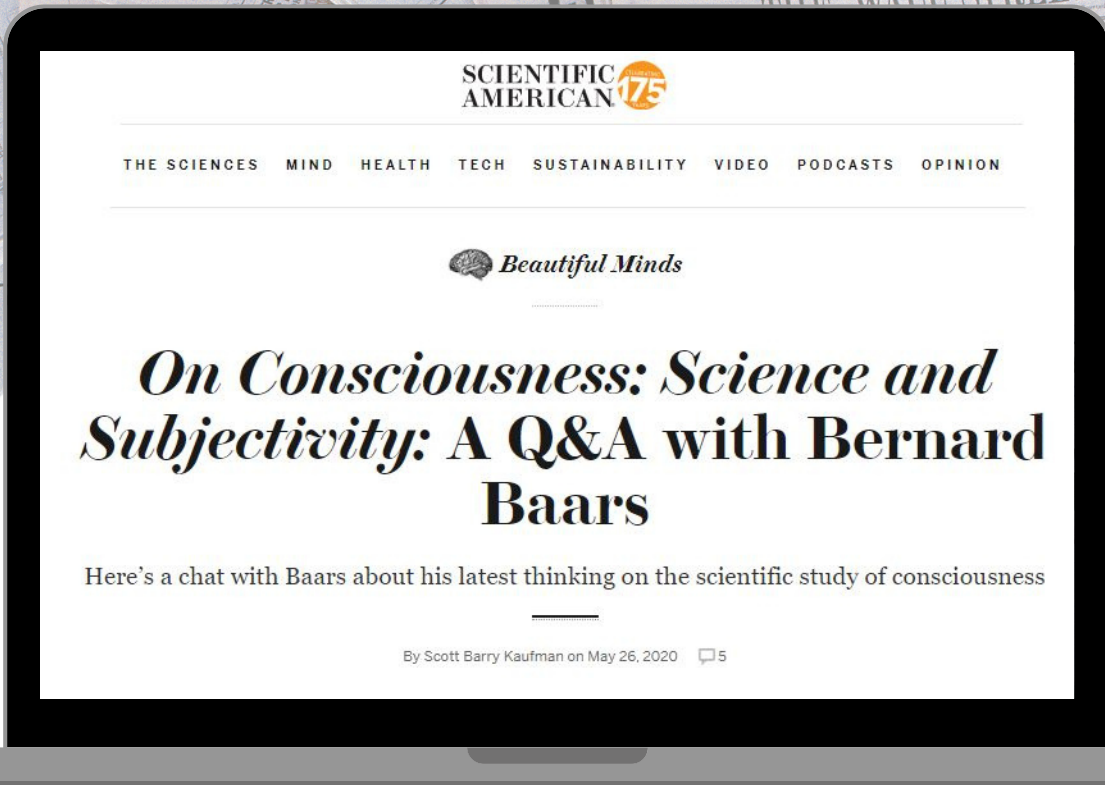 SCIENTIFIC
AMERICAN
CELEBRATING
175
YEARS
THE SCIENCES MIND HEALTH TECH SUSTAINABILITY VIDEO PODCASTS OPINION
Beautiful Minds
On Consciousness: Science and
Subjectivity: A Q&A with Bernard
Baars
Here's a chat with Baars about his latest thinking on the scientific study of consciousness
By Scott Barry Kaufman on May 26, 2020 5